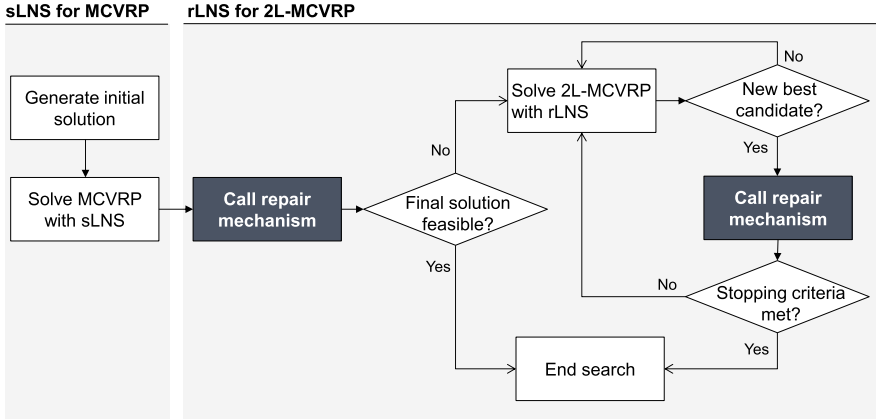 sLNS for MCVRP
rLNS for 2L-MCVRP
Generate initial
solution
Solve MCVRP
with sLNS
Call repair
mechanism
Final solution
feasible?
No
Yes
Solve 2L-MCVRP
with rLNS
New best
candidate?
No
Yes
Call repair
mechanism
Stopping criteria
met?
No
Yes
End search